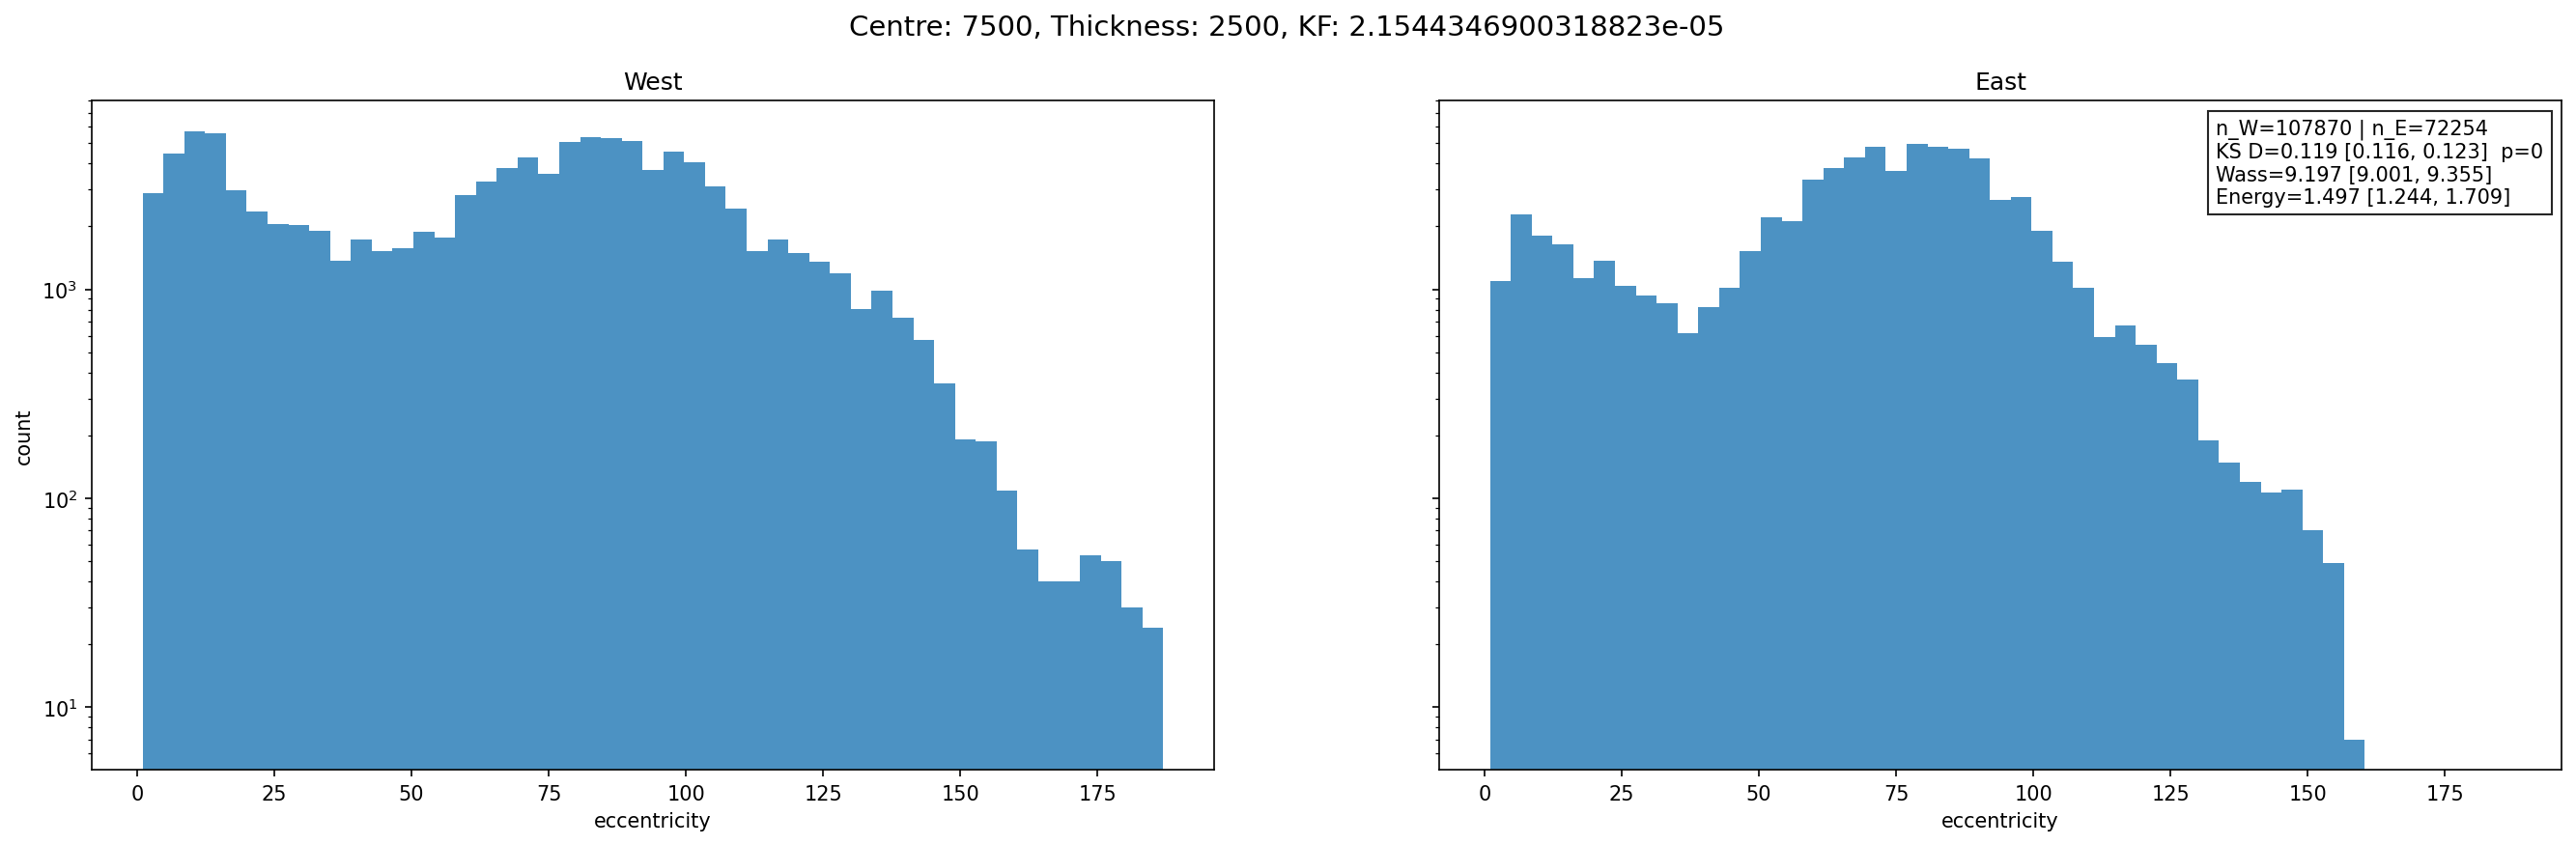 Centre: 7500, Thickness: 2500, KF: 2.1544346900318823e-05
West
count
10³
10²
10¹
0 25 50 75 100 125 150 175
eccentricity
East
n_W=107870 | n_E=72254
KS D=0.119 [0.116, 0.123]  p=0
Wass=9.197 [9.001, 9.355]
Energy=1.497 [1.244, 1.709]
0 25 50 75 100 125 150 175
eccentricity